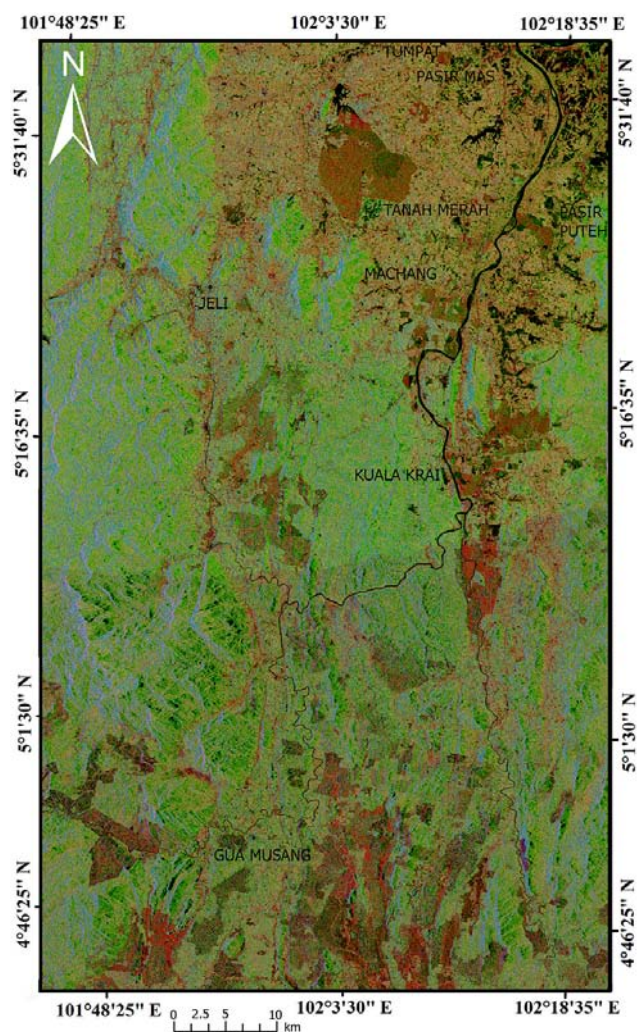 101°48'25" E
102°3'30" E
102°18'35" E
N
TUMPAT
PASIR MAS
5°31'40" N
5°31'40" N
TANAH MERAH
PASIR
PUTEH
MACHANG
JELI
5°16'35" N
5°16'35" N
KUALA KRAI
5°1'30" N
5°1'30" N
GUA MUSANG
4°46'25" N
4°46'25" N
101°48'25" E
102°3'30" E
102°18'35" E
0 2.5 5 10
km